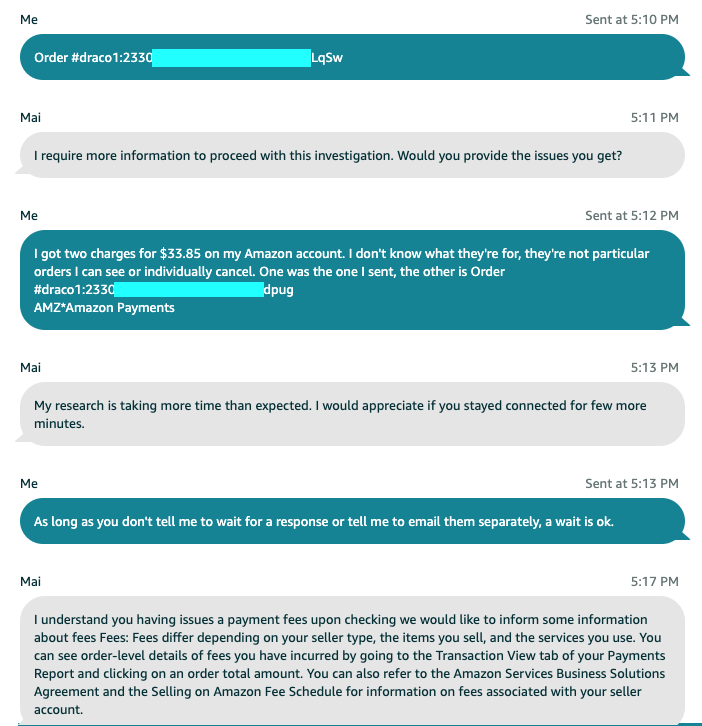 Me Sent at 5:10 PM
Order #draco1:2330 LqSw
Mai 5:11 PM
I require more information to proceed with this investigation. Would you provide the issues you get?
Me Sent at 5:12 PM
I got two charges for $33.85 on my Amazon account. I don't know what they're for, they're not particular
orders I can see or individually cancel. One was the one I sent, the other is Order
#draco1:2330 dpug
AMZ*Amazon Payments
Mai 5:13 PM
My research is taking more time than expected. I would appreciate if you stayed connected for few more
minutes.
Me Sent at 5:13 PM
As long as you don't tell me to wait for a response or tell me to email them separately, a wait is ok.
Mai 5:17 PM
I understand you having issues a payment fees upon checking we would like to inform some information
about fees Fees: Fees differ depending on your seller type, the items you sell, and the services you use. You
can see order-level details of fees you have incurred by going to the Transaction View tab of your Payments
Report and clicking on an order total amount. You can also refer to the Amazon Services Business Solutions
Agreement and the Selling on Amazon Fee Schedule for information on fees associated with your seller
account.